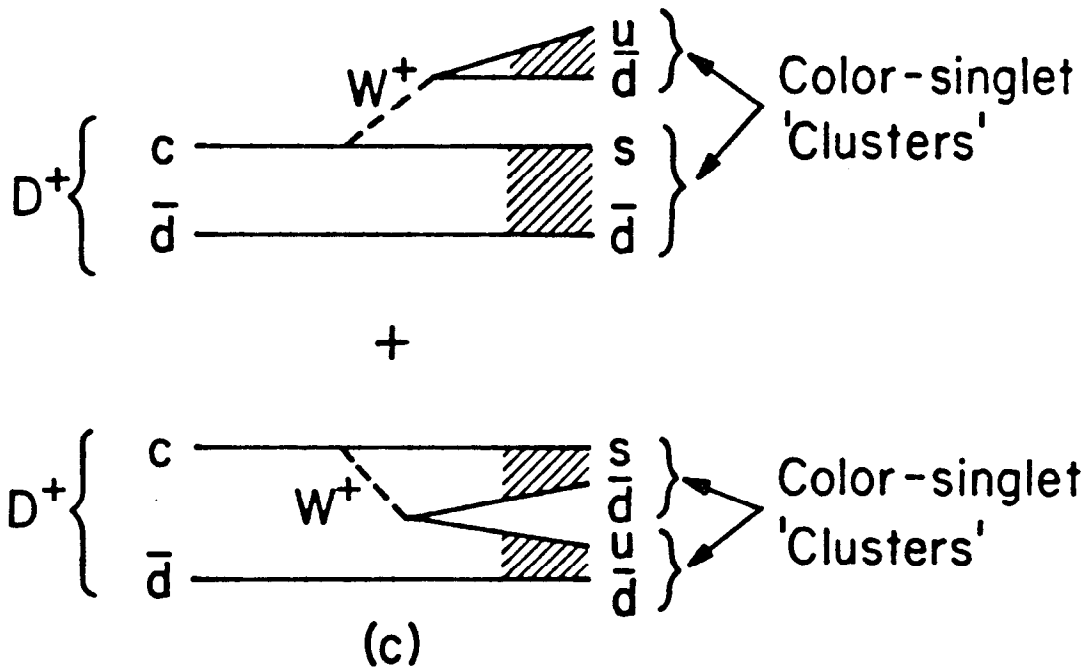 u
d̅
W⁺
Color-singlet
'Clusters'
c
s
D⁺
d̅
d̅
+
c
s
W⁺
d̅
Color-singlet
'Clusters'
D⁺
u
d̅
d̅
(c)